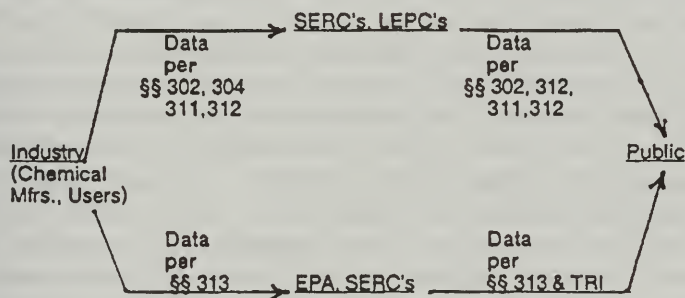 SERC's, LEPC's
Data
per
§§ 302, 304
311,312
Data
per
§§ 302, 312,
311,312
Industry
(Chemical
Mfrs., Users)
Public
Data
per
§§ 313
EPA, SERC's
Data
per
§§ 313 & TRI